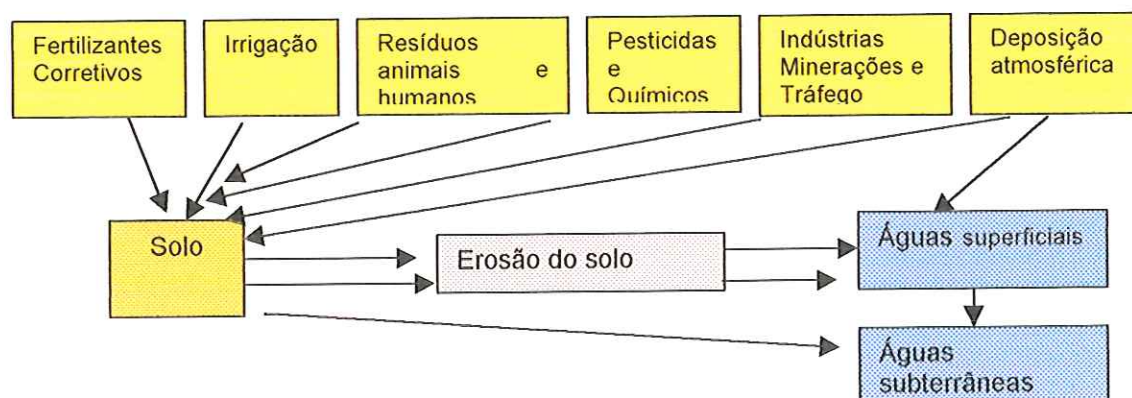 Fertilizantes
Corretivos
Irrigação
Resíduos
animais e
humanos
Pesticidas
e
Químicos
Indústrias
Minerações e
Tráfego
Deposição
atmosférica
Solo
Erosão do solo
Águas superficiais
Águas
subterrâneas